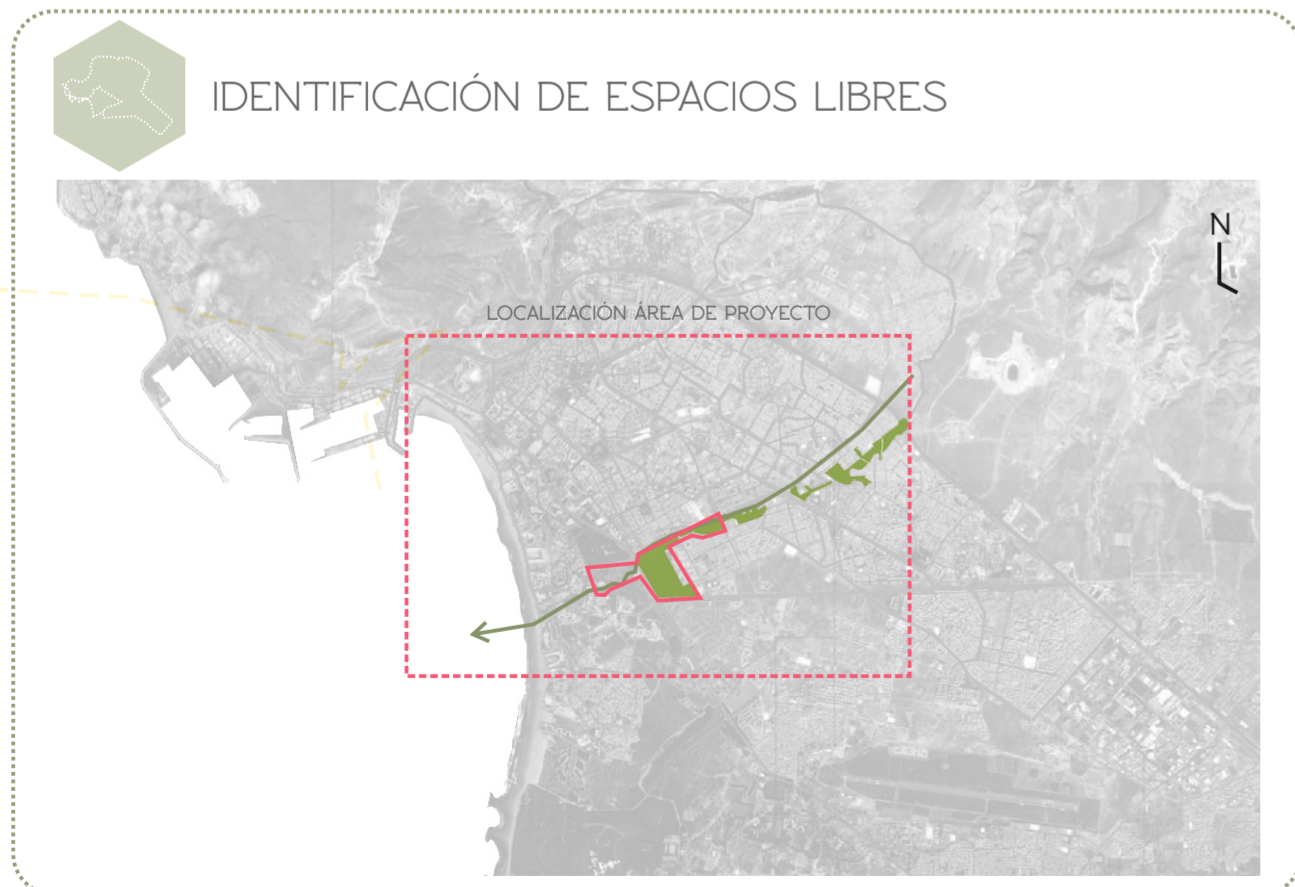 IDENTIFICACIÓN DE ESPACIOS LIBRES
N
LOCALIZACIÓN ÁREA DE PROYECTO